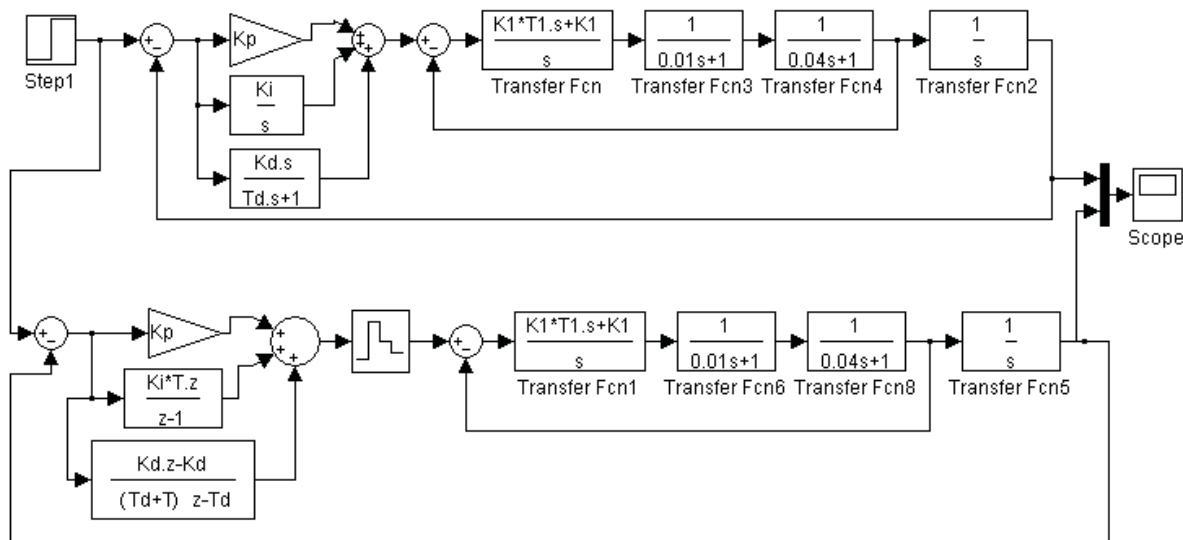 Step1
+
−
Kp
Ki
s
Kd.s
Td.s+1
+
+
+
+
−
K1*T1.s+K1
s
Transfer Fcn
1
0.01s+1
Transfer Fcn3
1
0.04s+1
Transfer Fcn4
1
s
Transfer Fcn2
Scope
+
−
Kp
Ki*T.z
z-1
Kd.z-Kd
(Td+T) z-Td
+
+
+
+
−
K1*T1.s+K1
s
Transfer Fcn1
1
0.01s+1
Transfer Fcn6
1
0.04s+1
Transfer Fcn8
1
s
Transfer Fcn5